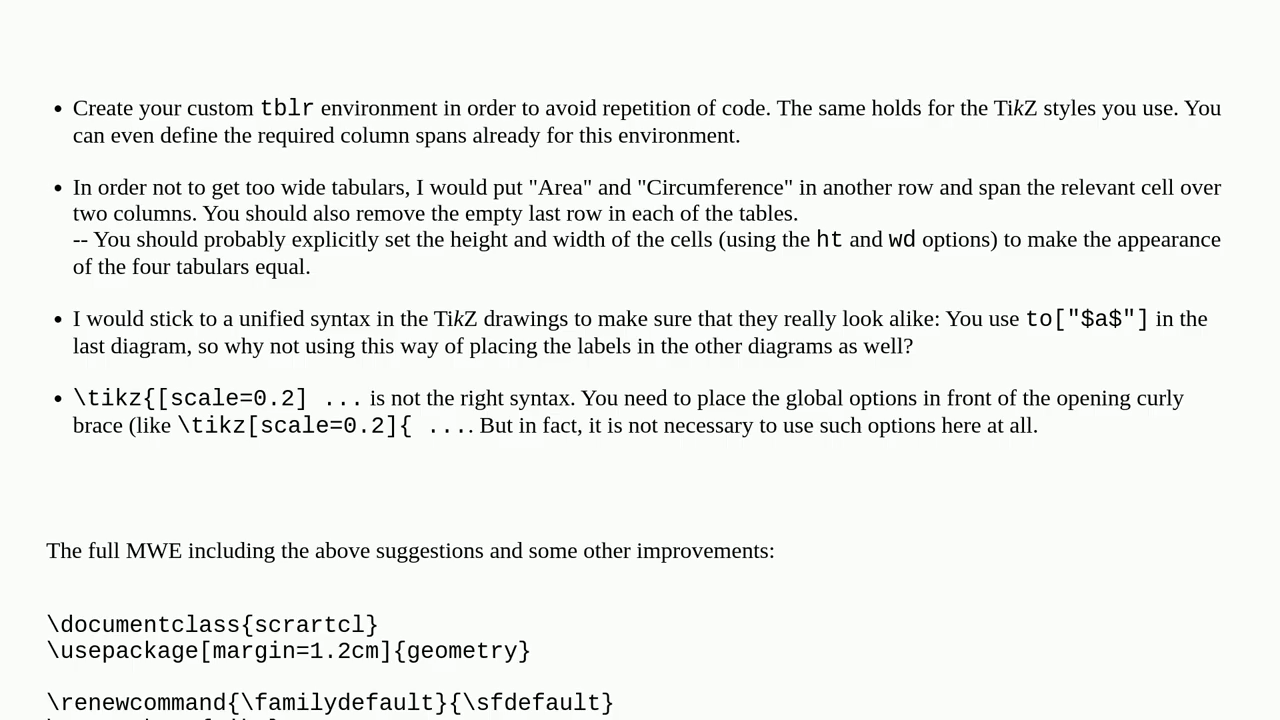 • Create your custom tblr environment in order to avoid repetition of code. The same holds for the TikZ styles you use. You
can even define the required column spans already for this environment.
• In order not to get too wide tabulars, I would put "Area" and "Circumference" in another row and span the relevant cell over
two columns. You should also remove the empty last row in each of the tables.
-- You should probably explicitly set the height and width of the cells (using the ht and wd options) to make the appearance
of the four tabulars equal.
• I would stick to a unified syntax in the TikZ drawings to make sure that they really look alike: You use to["$a$"] in the
last diagram, so why not using this way of placing the labels in the other diagrams as well?
• \tikz{[scale=0.2] ... is not the right syntax. You need to place the global options in front of the opening curly
brace (like \tikz[scale=0.2]{ .... But in fact, it is not necessary to use such options here at all.
The full MWE including the above suggestions and some other improvements:
\documentclass{scrartcl}
\usepackage[margin=1.2cm]{geometry}
\renewcommand{\familydefault}{\sfdefault}